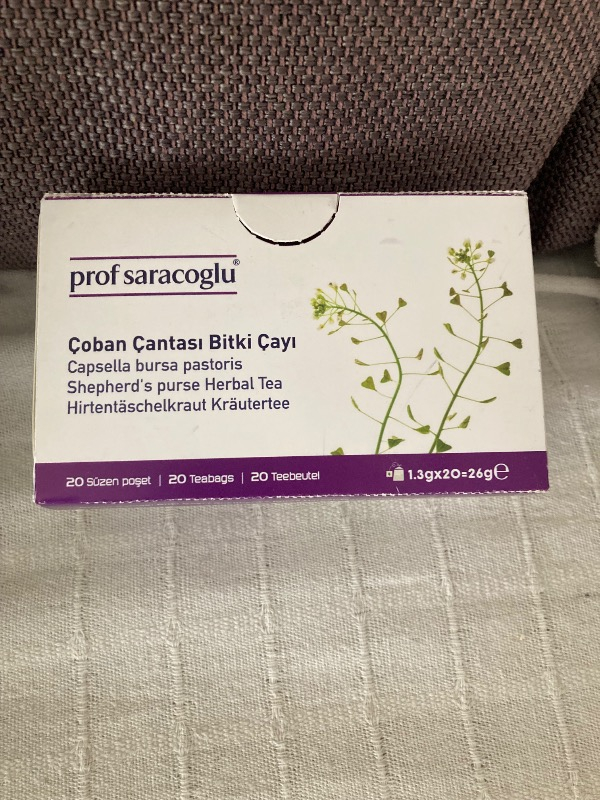 prof saracoglu®
Çoban Çantası Bitki Çayı
Capsella bursa pastoris
Shepherd's purse Herbal Tea
Hirtentäschelkraut Kräutertee
20 Süzen poşet | 20 Teabags | 20 Teebeutel
1.3gx20=26g℮